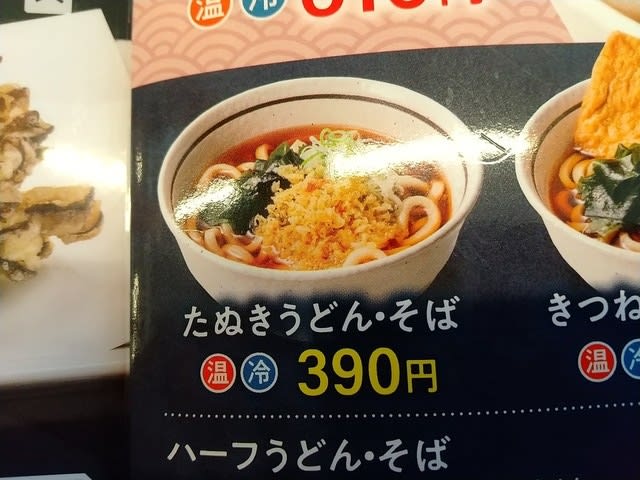 温 冷
たぬきうどん・そば
きつね
温 冷 390円
温
ハーフうどん・そば